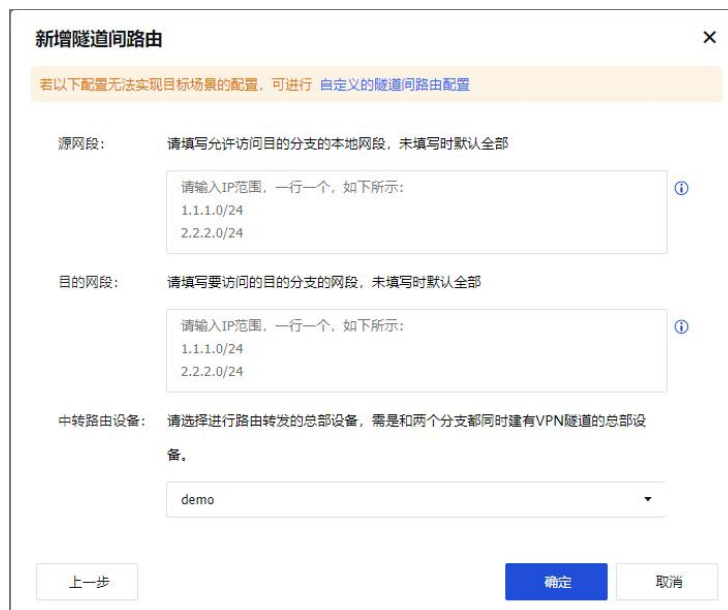 新增隧道间路由
若以下配置无法实现目标场景的配置，可进行 自定义的隧道间路由配置
源网段： 请填写允许访问目的分支的本地网段，未填写时默认全部
请输入IP范围，一行一个，如下所示：
1.1.1.0/24
2.2.2.0/24
目的网段： 请填写要访问的目的分支的网段，未填写时默认全部
请输入IP范围，一行一个，如下所示：
1.1.1.0/24
2.2.2.0/24
中转路由设备： 请选择进行路由转发的总部设备，需是和两个分支都同时建有VPN隧道的总部设
备。
demo
上一步 确定 取消